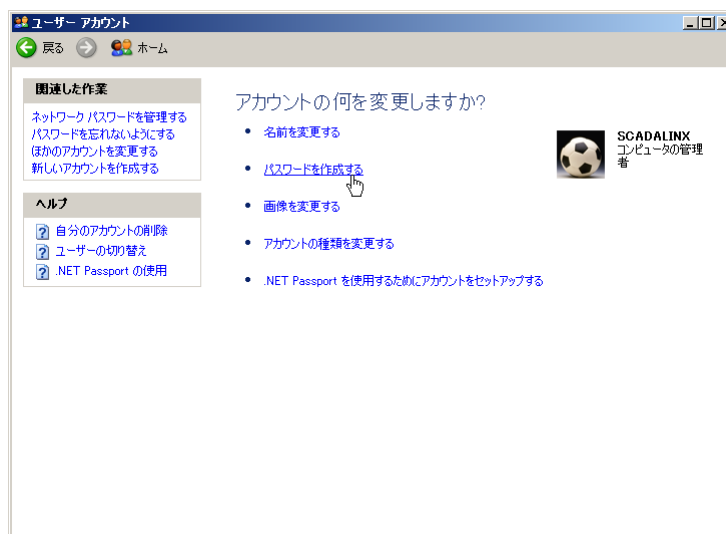 ユーザー アカウント
戻る
ホーム
関連した作業
ネットワーク パスワードを管理する
パスワードを忘れないようにする
ほかのアカウントを変更する
新しいアカウントを作成する
ヘルプ
自分のアカウントの削除
ユーザーの切り替え
.NET Passport の使用
アカウントの何を変更しますか?
名前を変更する
パスワードを作成する
画像を変更する
アカウントの種類を変更する
.NET Passport を使用するためにアカウントをセットアップする
SCADALINX
コンピュータの管理
者